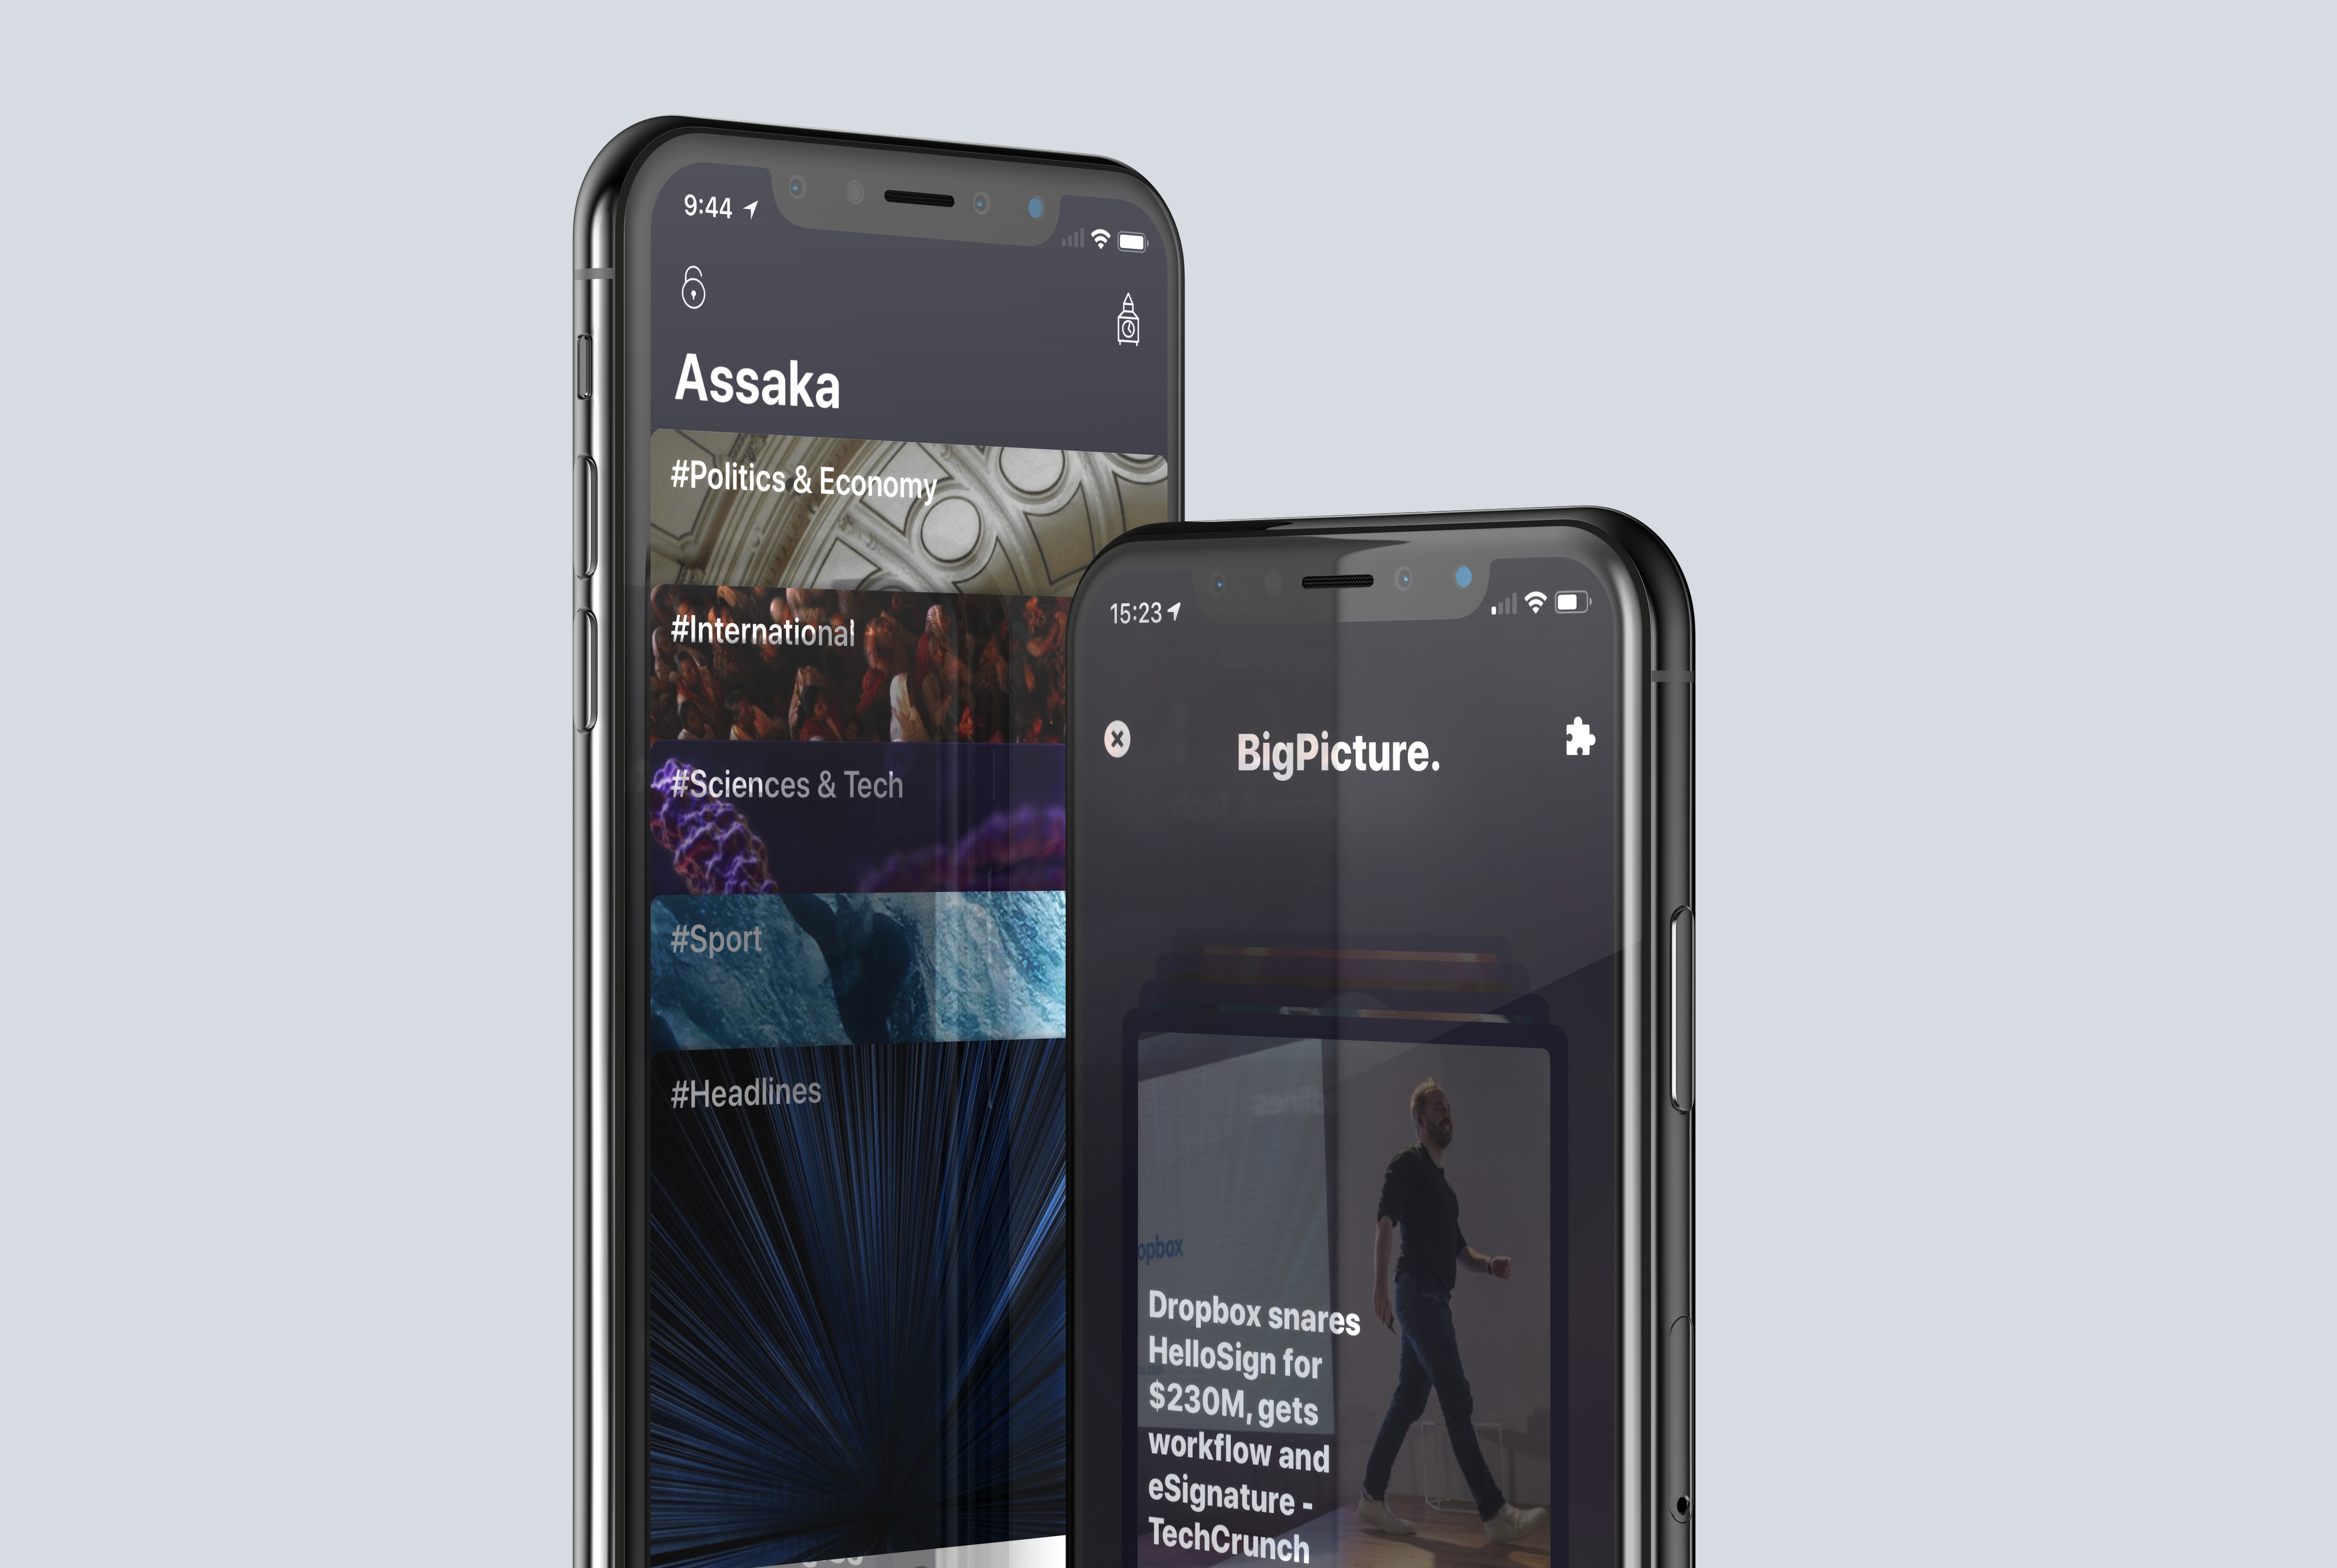 9:44
Assaka
#Politics & Economy
#International
#Sciences & Tech
#Sport
#Headlines
15:23
BigPicture.
opbox
Dropbox snares
HelloSign for
$230M, gets
workflow and
eSignature -
TechCrunch